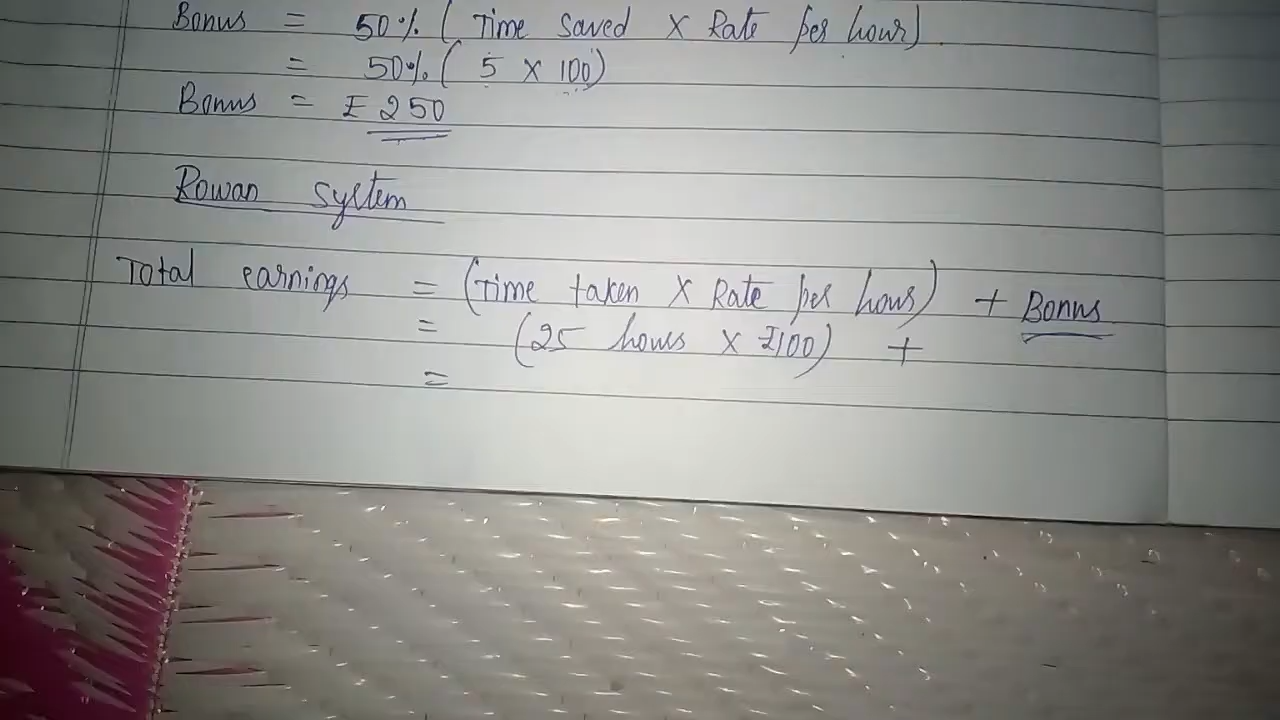 Bonus = 50% ( Time saved X Rate per hour)
= 50% ( 5 X 100)
Bonus = ₹ 250
Rowan system
Total earnings = (Time taken X Rate per hour) + Bonus
= (25 hours X ₹100) +
=